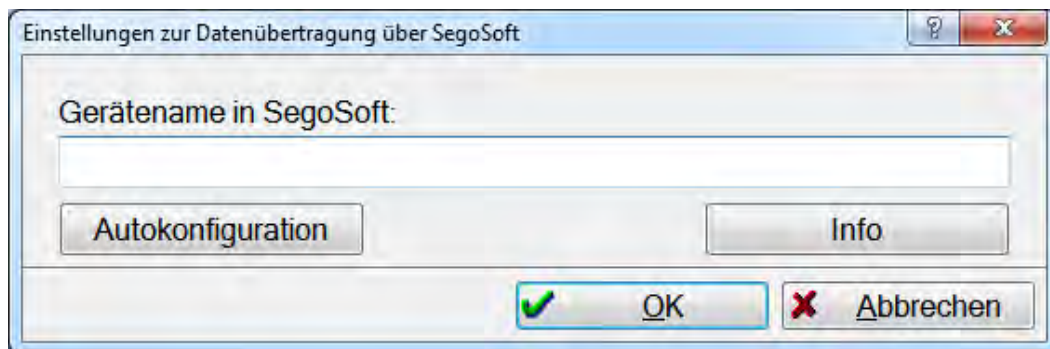 Einstellungen zur Datenübertragung über SegoSoft
Gerätename in SegoSoft:
Autokonfiguration
Info
OK
Abbrechen